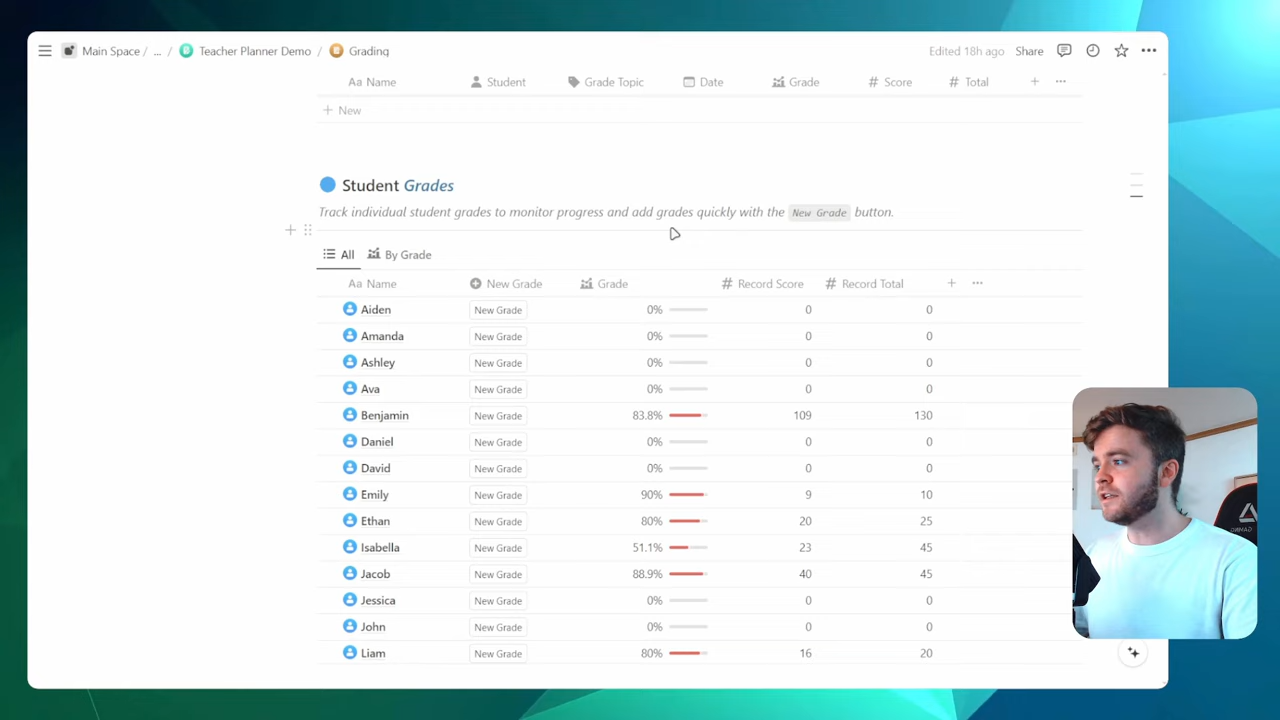 Main Space / ... / Teacher Planner Demo / Grading Edited 18h ago Share
Aa Name Student Grade Topic Date Grade # Score # Total + ...
+ New
Student Grades
Track individual student grades to monitor progress and add grades quickly with the New Grade button.
All By Grade
Aa Name New Grade Grade # Record Score # Record Total + ...
Aiden New Grade 0% 0 0
Amanda New Grade 0% 0 0
Ashley New Grade 0% 0 0
Ava New Grade 0% 0 0
Benjamin New Grade 83.8% 109 130
Daniel New Grade 0% 0 0
David New Grade 0% 0 0
Emily New Grade 90% 9 10
Ethan New Grade 80% 20 25
Isabella New Grade 51.1% 23 45
Jacob New Grade 88.9% 40 45
Jessica New Grade 0% 0 0
John New Grade 0% 0 0
Liam New Grade 80% 16 20